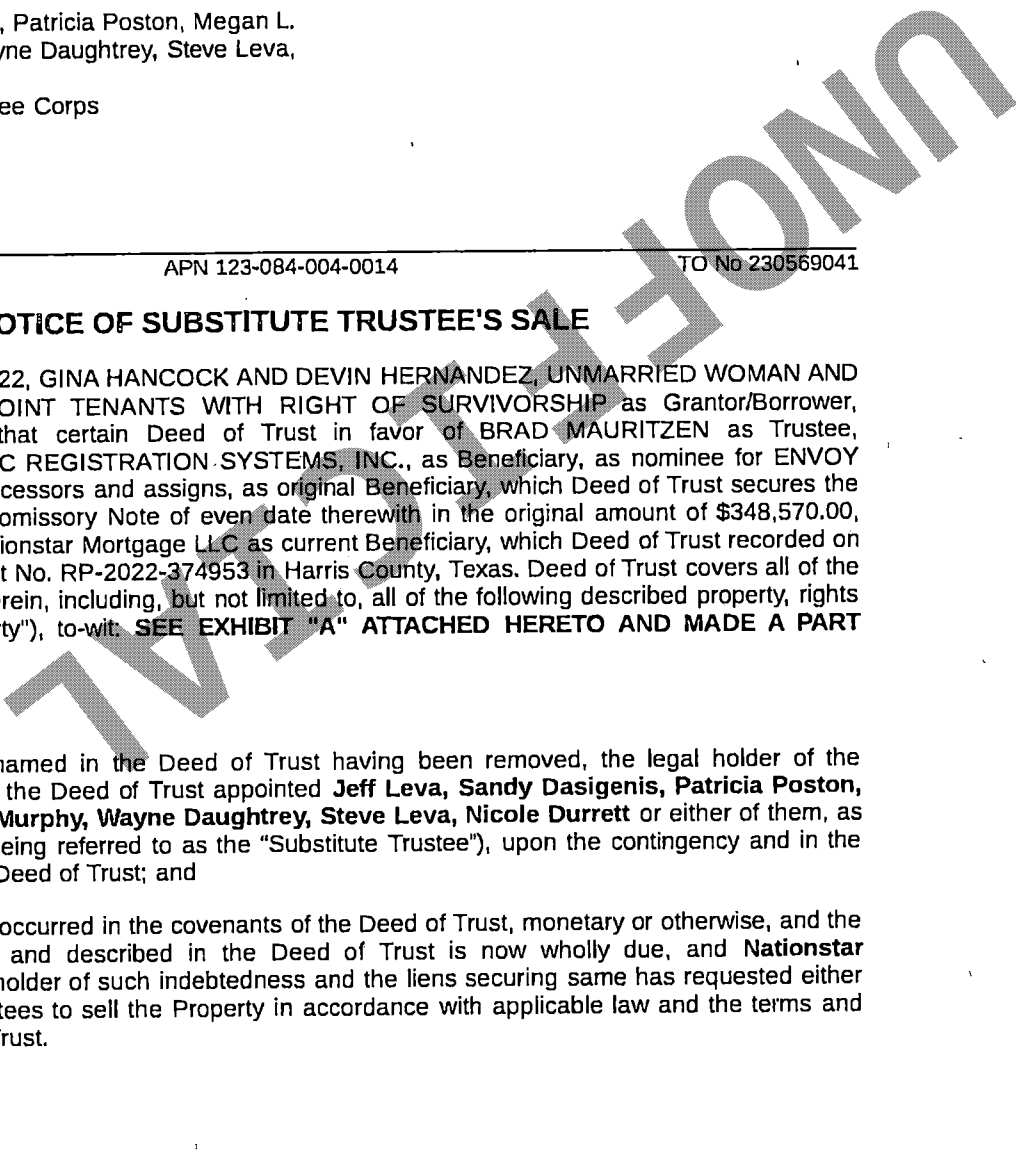 , Patricia Poston, Megan L.
yne Daughtrey, Steve Leva,
ee Corps
APN 123-084-004-0014 TO No 230569041
OTICE OF SUBSTITUTE TRUSTEE'S SALE
22, GINA HANCOCK AND DEVIN HERNANDEZ, UNMARRIED WOMAN AND
OINT TENANTS WITH RIGHT OF SURVIVORSHIP as Grantor/Borrower,
that certain Deed of Trust in favor of BRAD MAURITZEN as Trustee,
C REGISTRATION SYSTEMS, INC., as Beneficiary, as nominee for ENVOY
ccessors and assigns, as original Beneficiary, which Deed of Trust secures the
omissory Note of even date therewith in the original amount of $348,570.00,
tionstar Mortgage LLC as current Beneficiary, which Deed of Trust recorded on
t No. RP-2022-374953 in Harris County, Texas. Deed of Trust covers all of the
erein, including, but not limited to, all of the following described property, rights
rty"), to-wit: SEE EXHIBIT "A" ATTACHED HERETO AND MADE A PART
named in the Deed of Trust having been removed, the legal holder of the
the Deed of Trust appointed Jeff Leva, Sandy Dasigenis, Patricia Poston,
Murphy, Wayne Daughtrey, Steve Leva, Nicole Durrett or either of them, as
eing referred to as the "Substitute Trustee"), upon the contingency and in the
Deed of Trust; and
occurred in the covenants of the Deed of Trust, monetary or otherwise, and the
and described in the Deed of Trust is now wholly due, and Nationstar
holder of such indebtedness and the liens securing same has requested either
tees to sell the Property in accordance with applicable law and the terms and
rust.
UNOFFICIAL